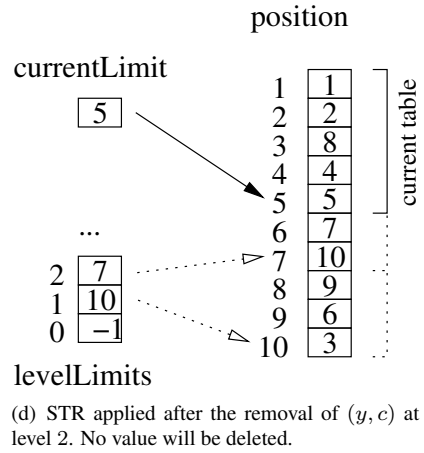 position
currentLimit
5
1 1
2 2
3 8
4 4
5 5
6 7
7 10
8 9
9 6
10 3
current table
...
2 7
1 10
0 −1
levelLimits
(d) STR applied after the removal of (y, c) at
level 2. No value will be deleted.